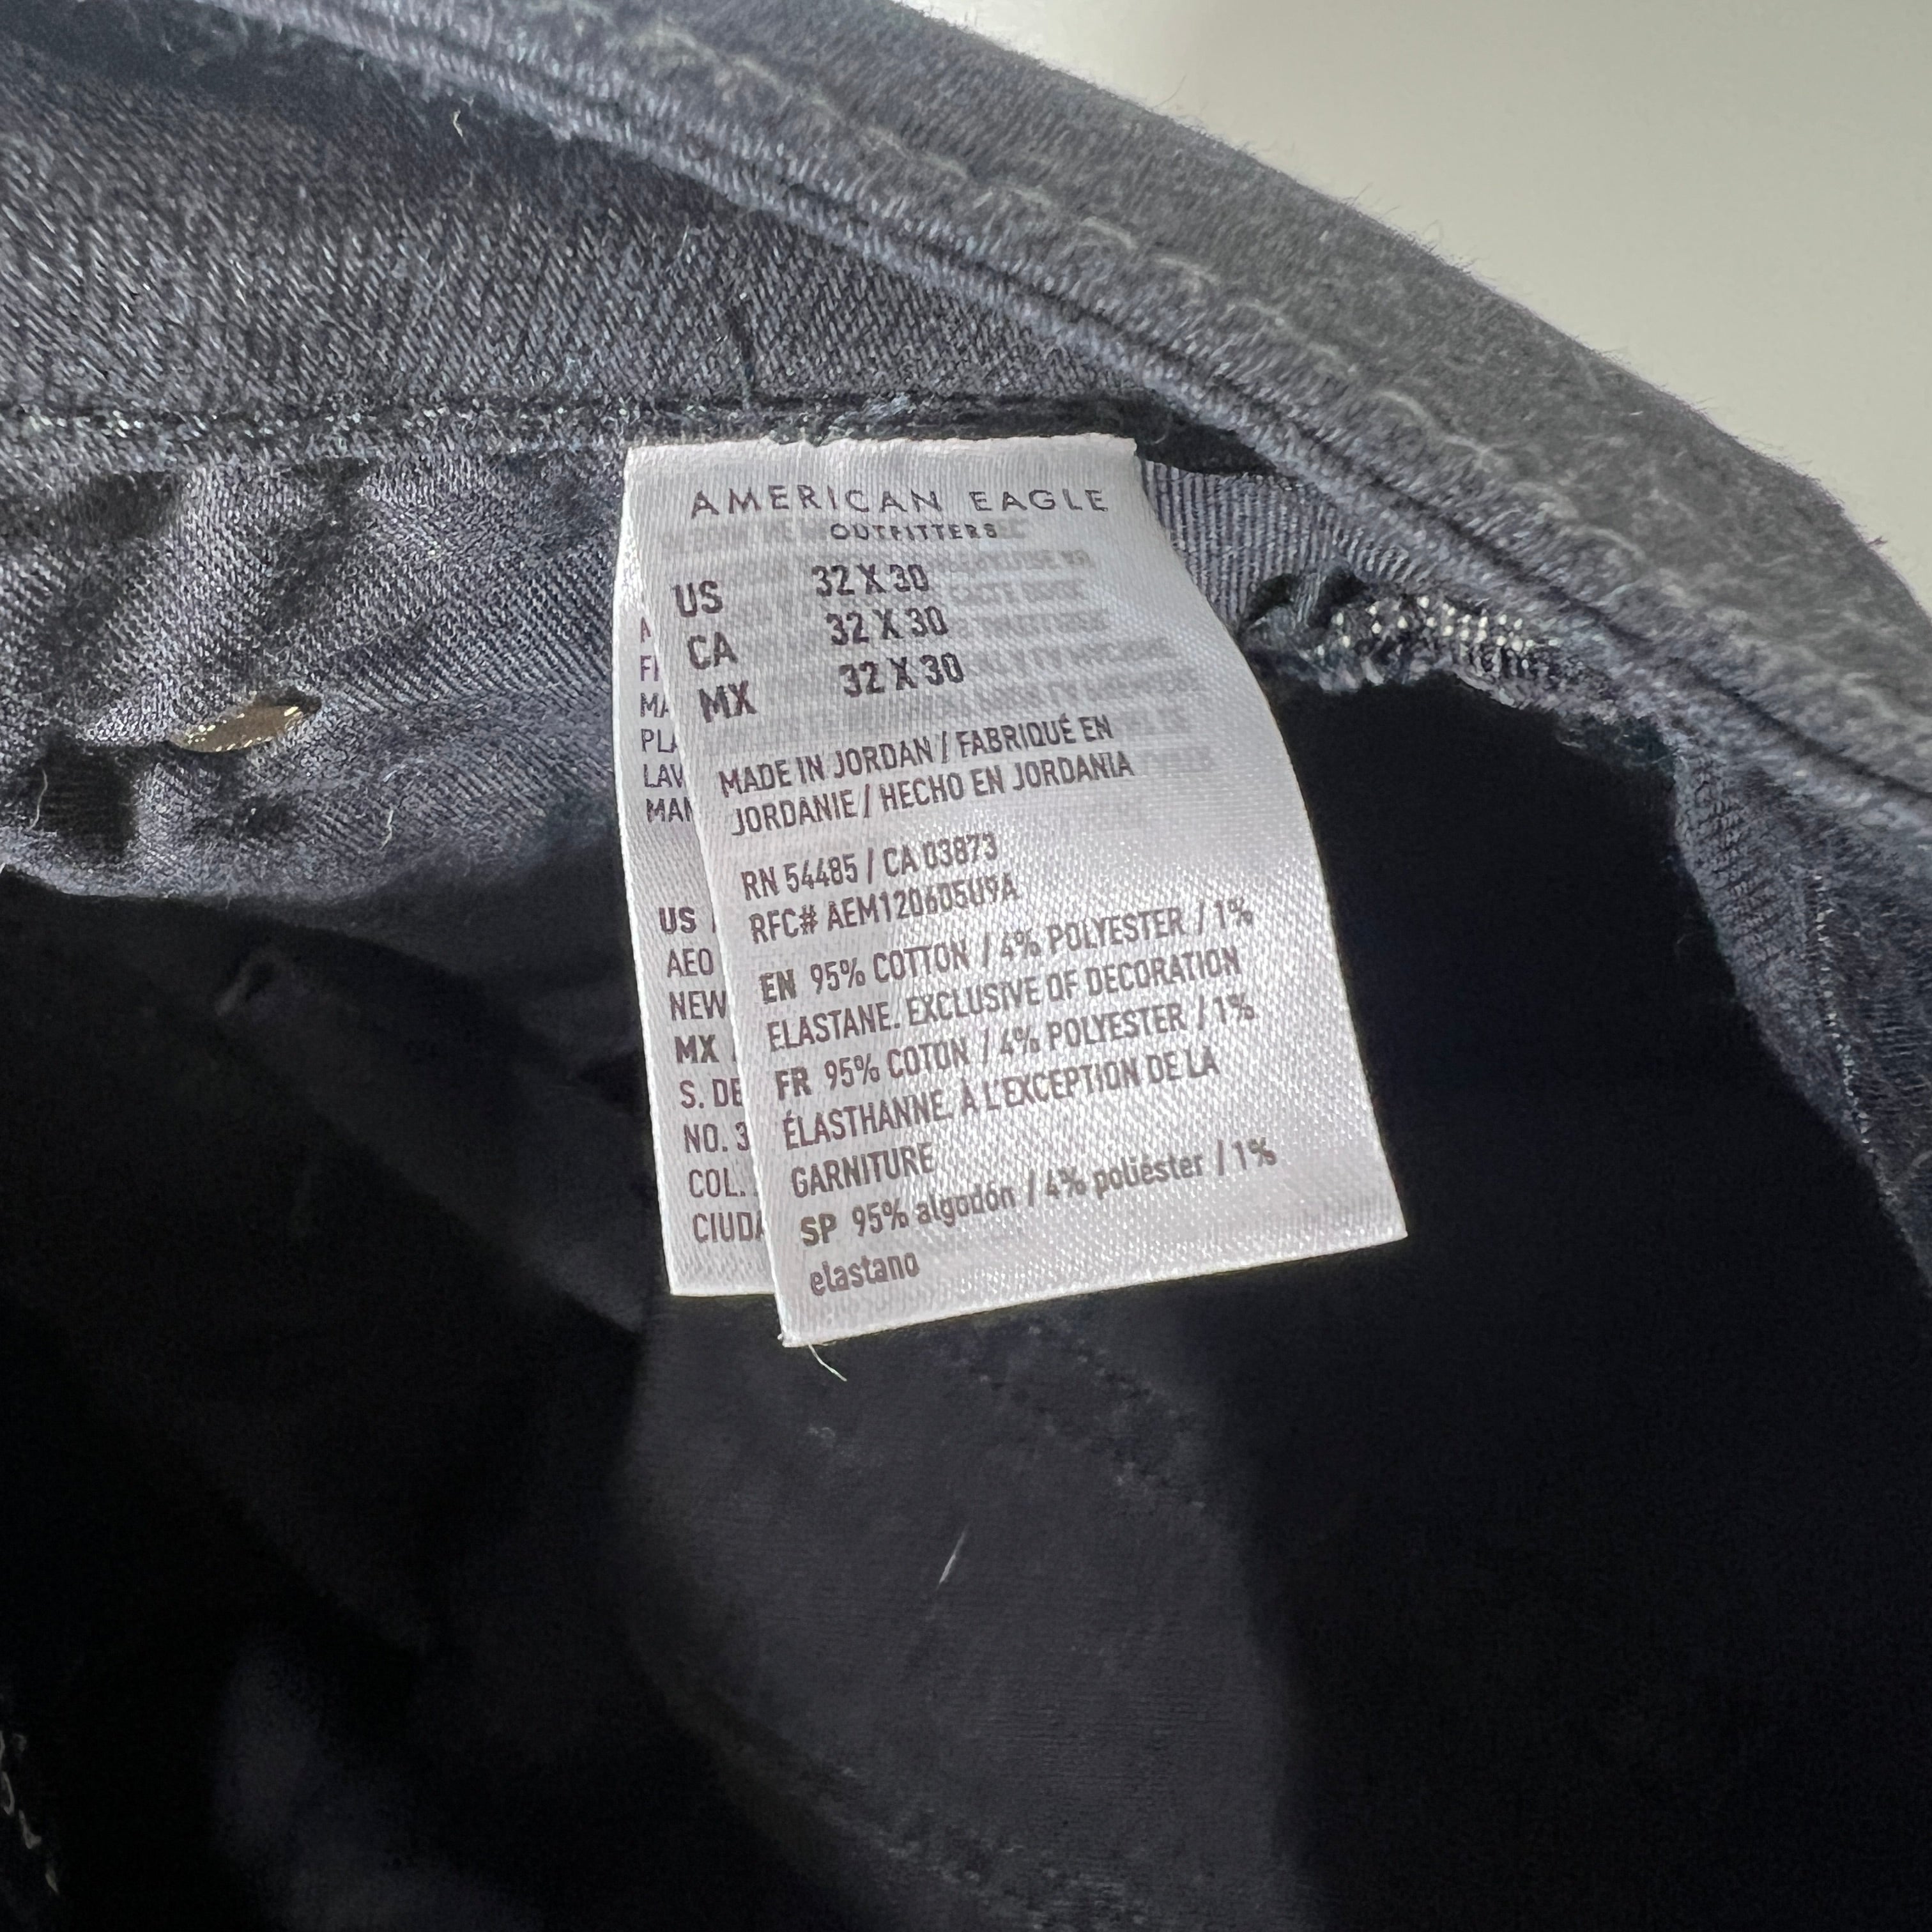 AMERICAN EAGLE
OUTFITTERS
US 32 X 30
CA 32 X 30
MX 32 X 30
MADE IN JORDAN / FABRIQUÉ EN
JORDANIE / HECHO EN JORDANIA
RN 54485 / CA 03873
RFC# AEM120605U9A
EN 95% COTTON / 4% POLYESTER / 1%
ELASTANE. EXCLUSIVE OF DECORATION
FR 95% COTON / 4% POLYESTER / 1%
ÉLASTHANNE. À L'EXCEPTION DE LA
GARNITURE
SP 95% algodón / 4% poliéster / 1%
elastano
US
AEO
NEW
MX
S. DE
NO. 3
COL.